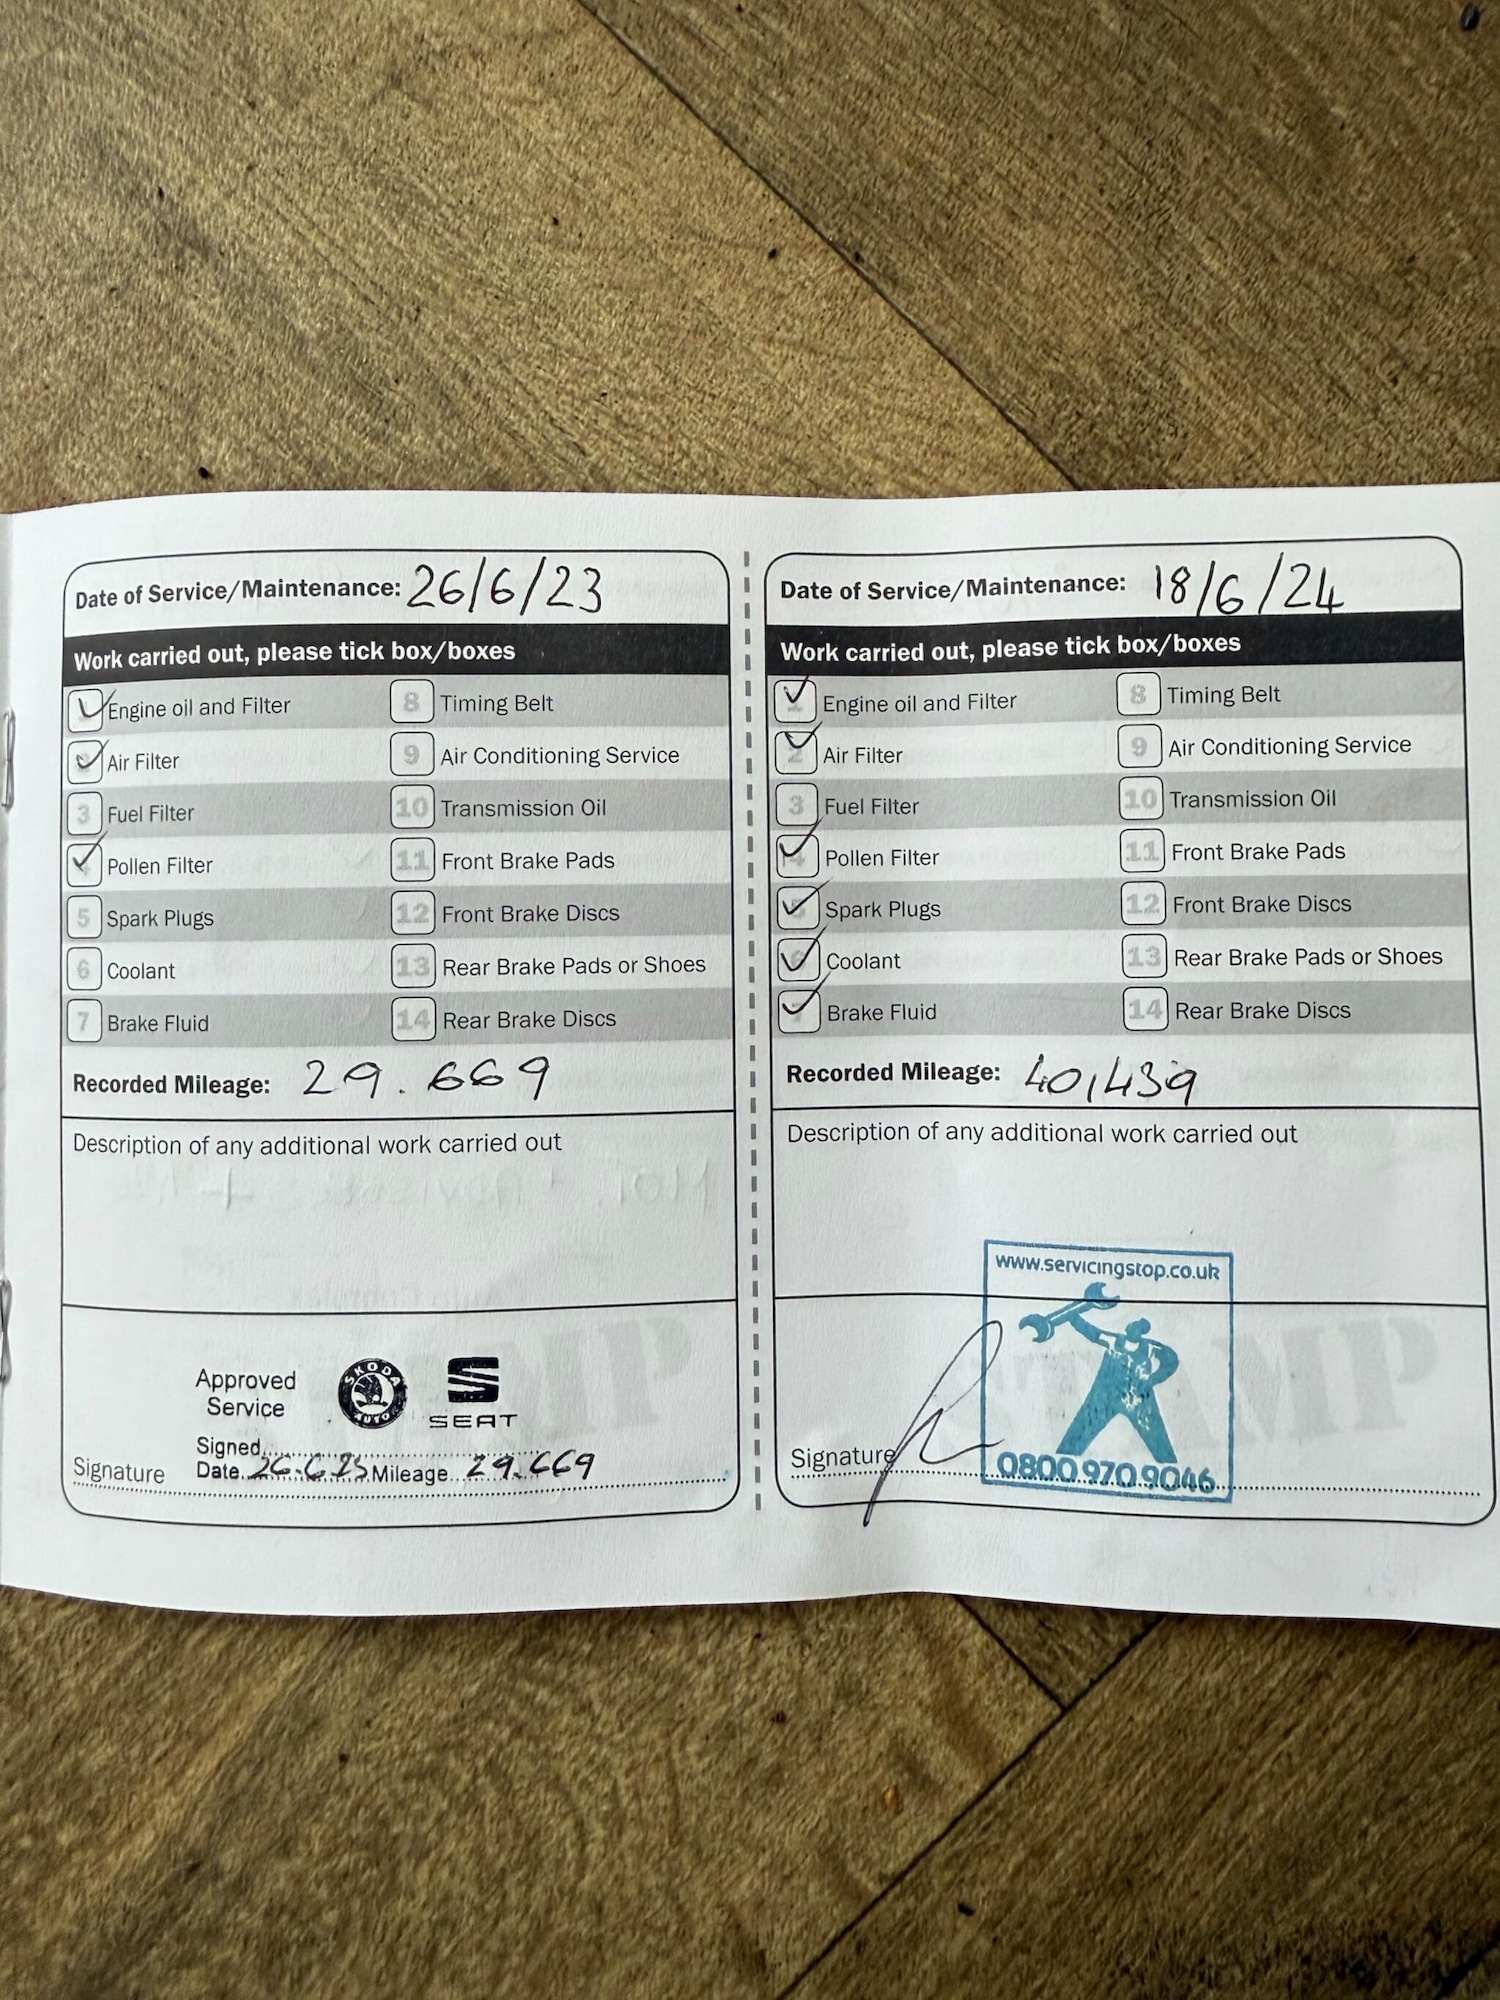 Date of Service/Maintenance: 26/6/23
Work carried out, please tick box/boxes
Engine oil and Filter
8 Timing Belt
Air Filter
9 Air Conditioning Service
3 Fuel Filter
10 Transmission Oil
Pollen Filter
11 Front Brake Pads
5 Spark Plugs
12 Front Brake Discs
6 Coolant
13 Rear Brake Pads or Shoes
7 Brake Fluid
14 Rear Brake Discs
Recorded Mileage: 29.669
Description of any additional work carried out
Approved
Service
SKODA
AUTO
SEAT
Signed
Date 26.6.23 Mileage 29.669
Signature
Date of Service/Maintenance: 18/6/24
Work carried out, please tick box/boxes
Engine oil and Filter
8 Timing Belt
2 Air Filter
9 Air Conditioning Service
3 Fuel Filter
10 Transmission Oil
4 Pollen Filter
11 Front Brake Pads
5 Spark Plugs
12 Front Brake Discs
6 Coolant
13 Rear Brake Pads or Shoes
7 Brake Fluid
14 Rear Brake Discs
Recorded Mileage: 40,439
Description of any additional work carried out
www.servicingstop.co.uk
Signature
0800 970 9046